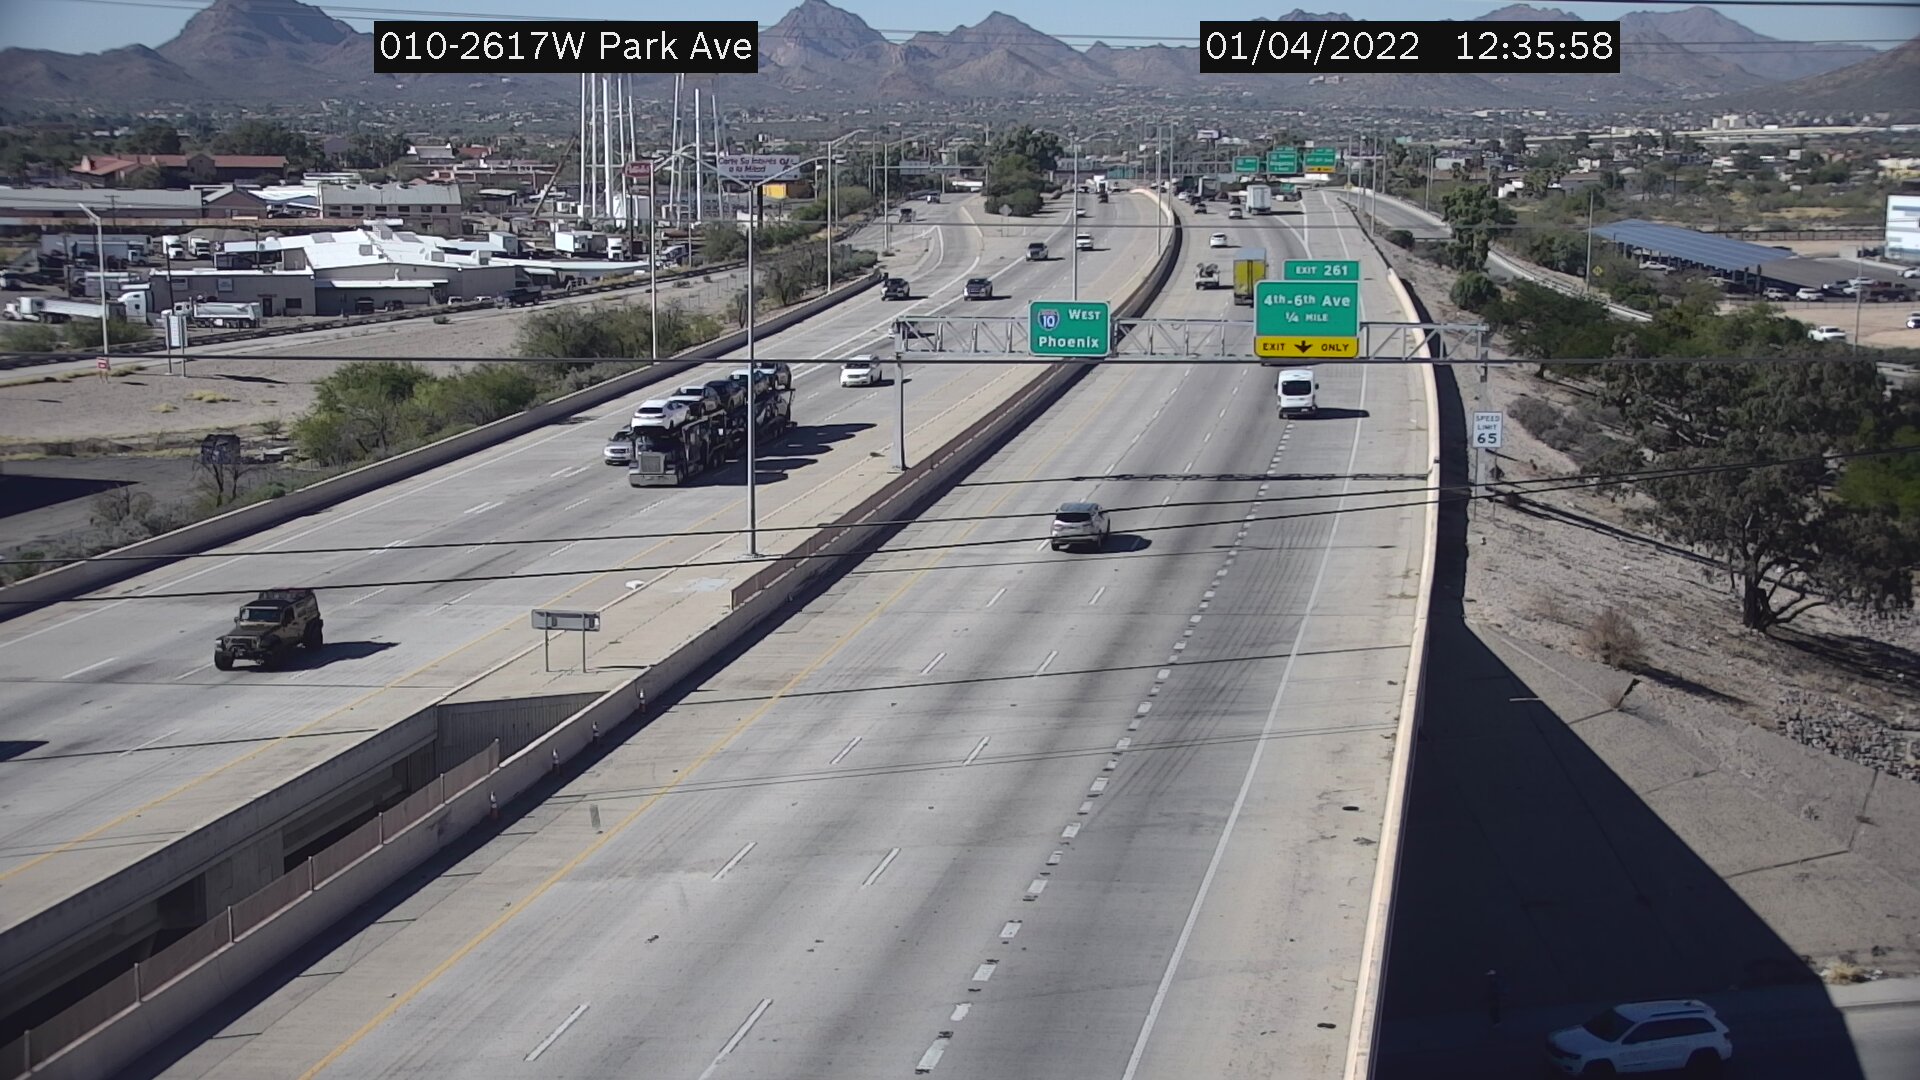 010-2617W Park Ave
01/04/2022 12:35:58
EXIT 261
4th-6th Ave
1/4 MILE
EXIT ONLY
10
WEST
Phoenix
SPEED
LIMIT
65